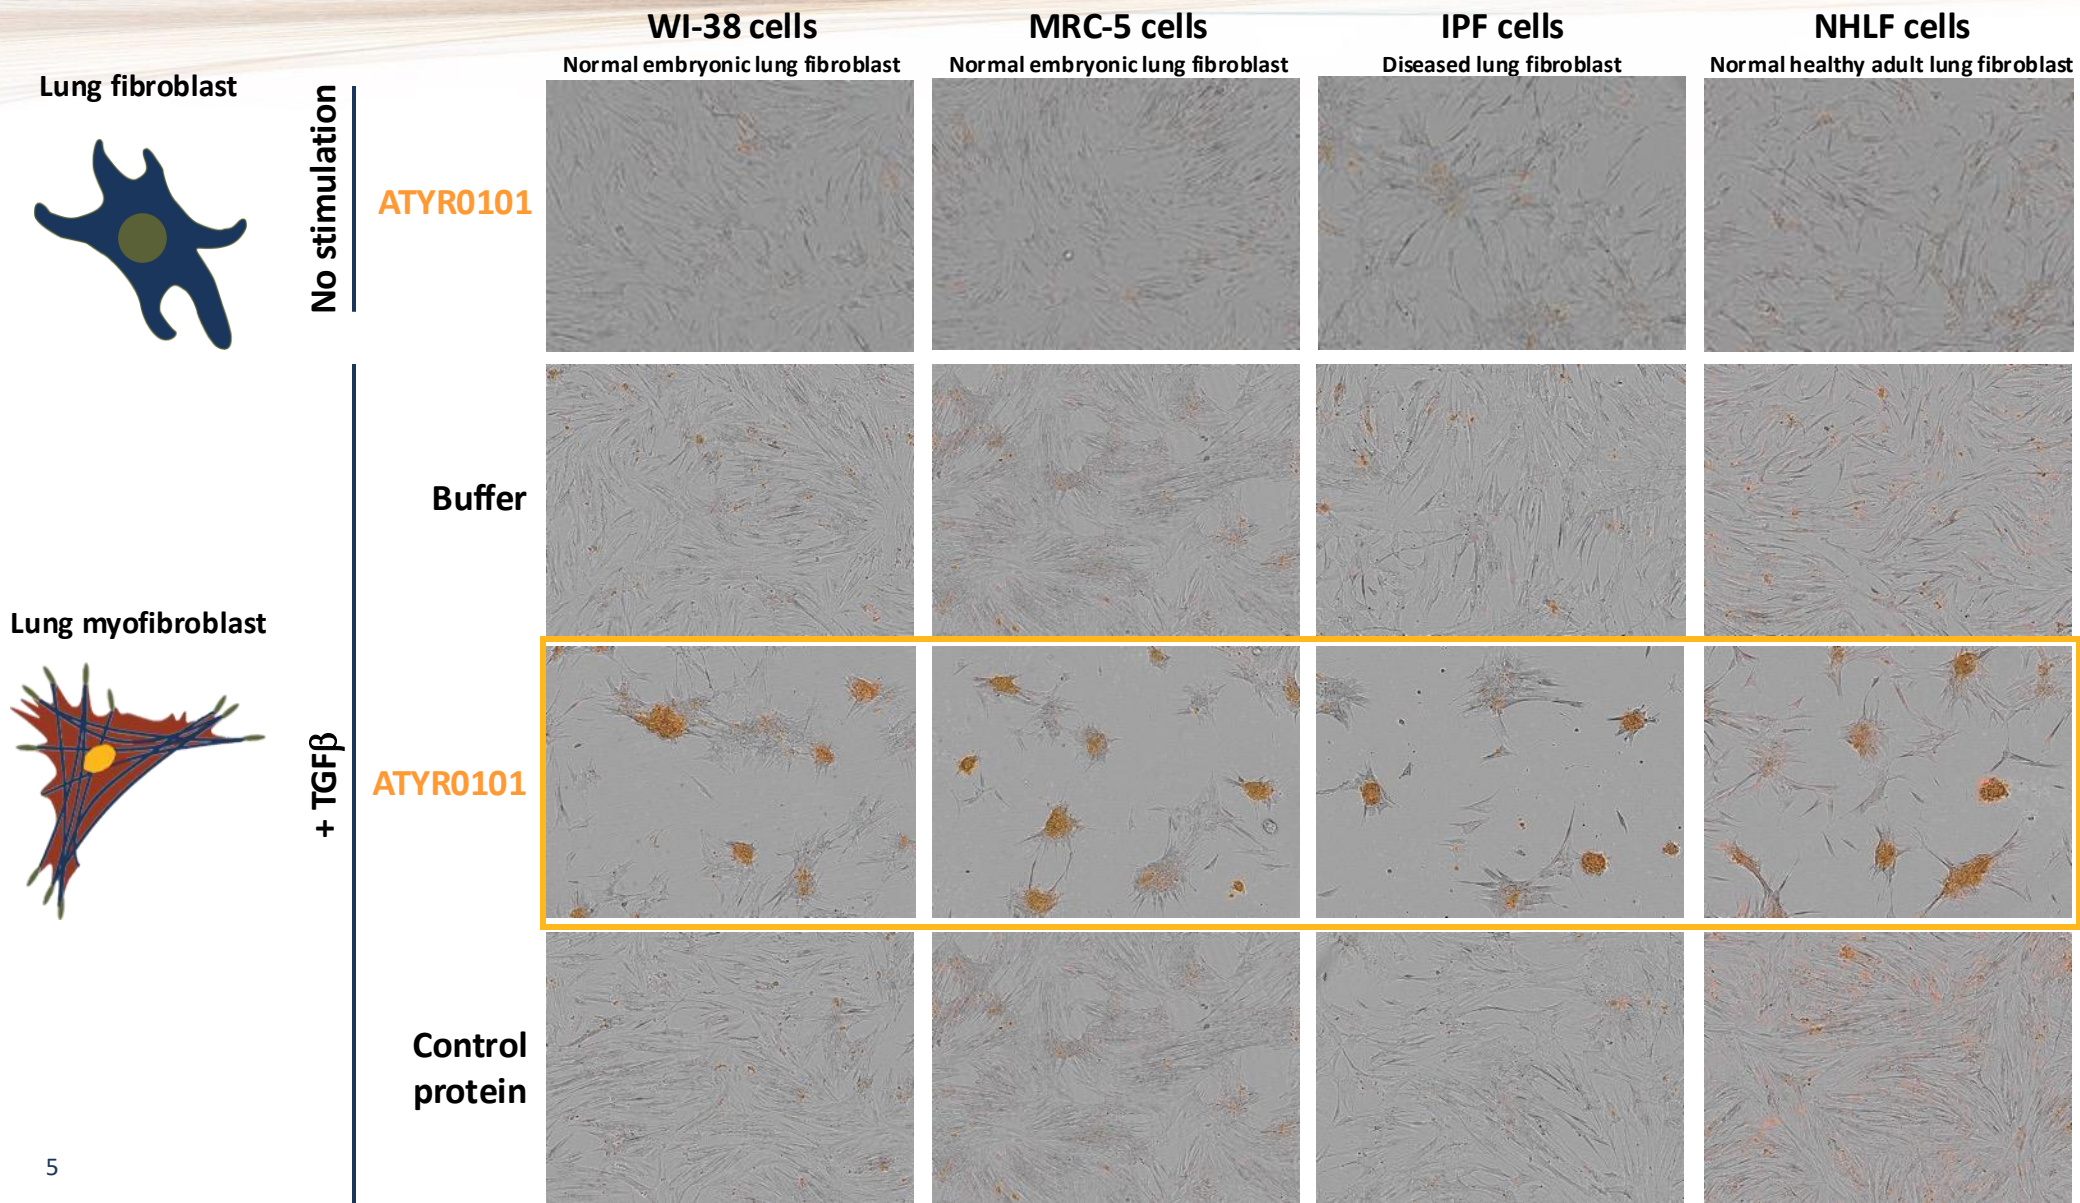 WI-38 cells
Normal embryonic lung fibroblast
MRC-5 cells
Normal embryonic lung fibroblast
IPF cells
Diseased lung fibroblast
NHLF cells
Normal healthy adult lung fibroblast
Lung fibroblast
No stimulation
ATYR0101
Lung myofibroblast
+ TGFβ
Buffer
ATYR0101
Control
protein
5